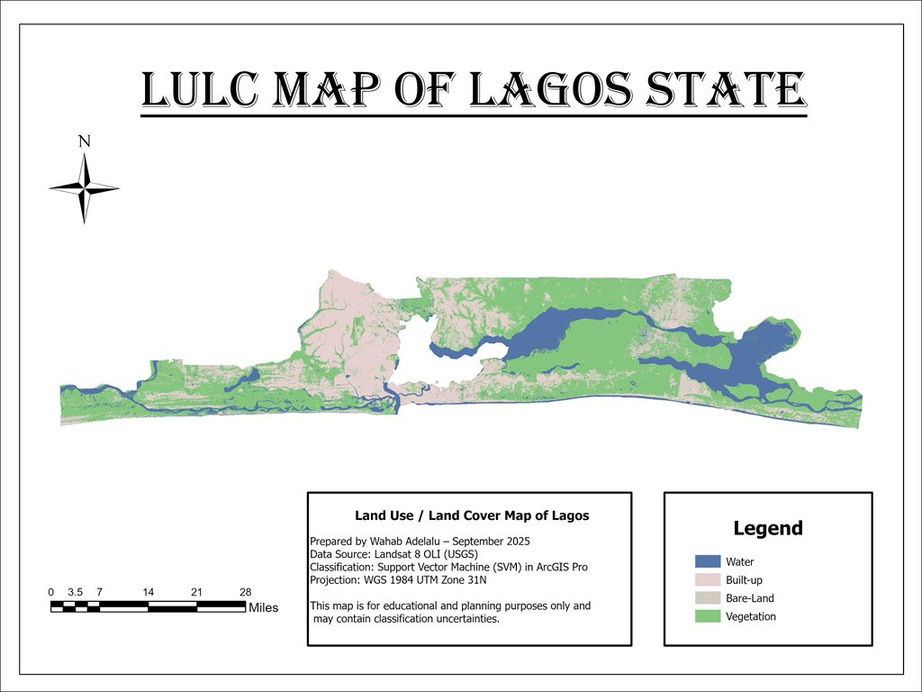 LULC MAP OF LAGOS STATE
N
Land Use / Land Cover Map of Lagos
Prepared by Wahab Adelalu – September 2025
Data Source: Landsat 8 OLI (USGS)
Classification: Support Vector Machine (SVM) in ArcGIS Pro
Projection: WGS 1984 UTM Zone 31N
This map is for educational and planning purposes only and
may contain classification uncertainties.
Legend
Water
Built-up
Bare-Land
Vegetation
0 3.5 7 14 21 28
Miles